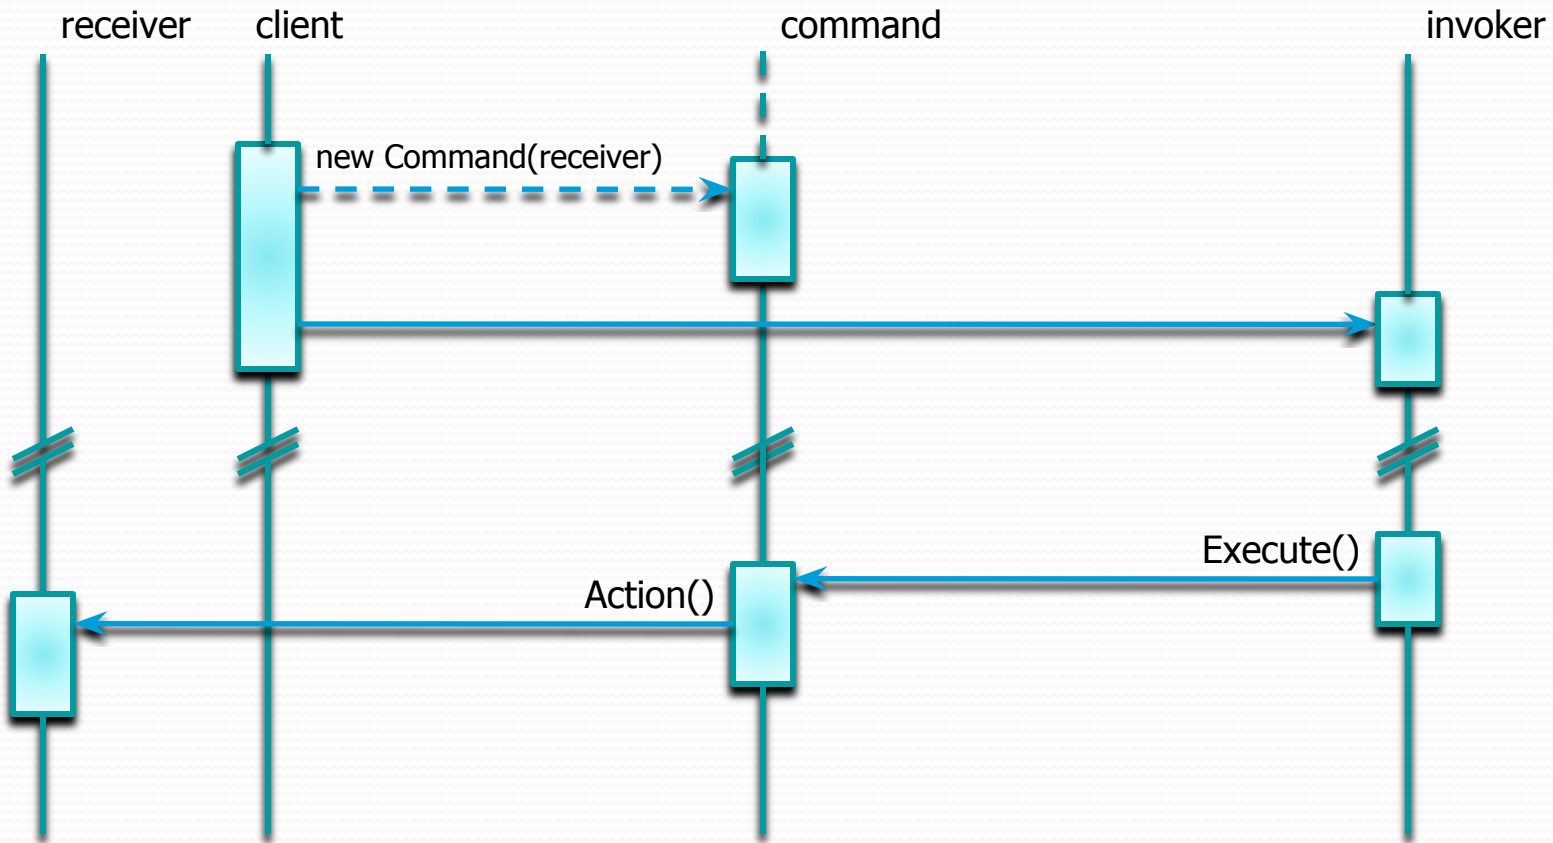 receiver client command invoker
new Command(receiver)
Execute()
Action()